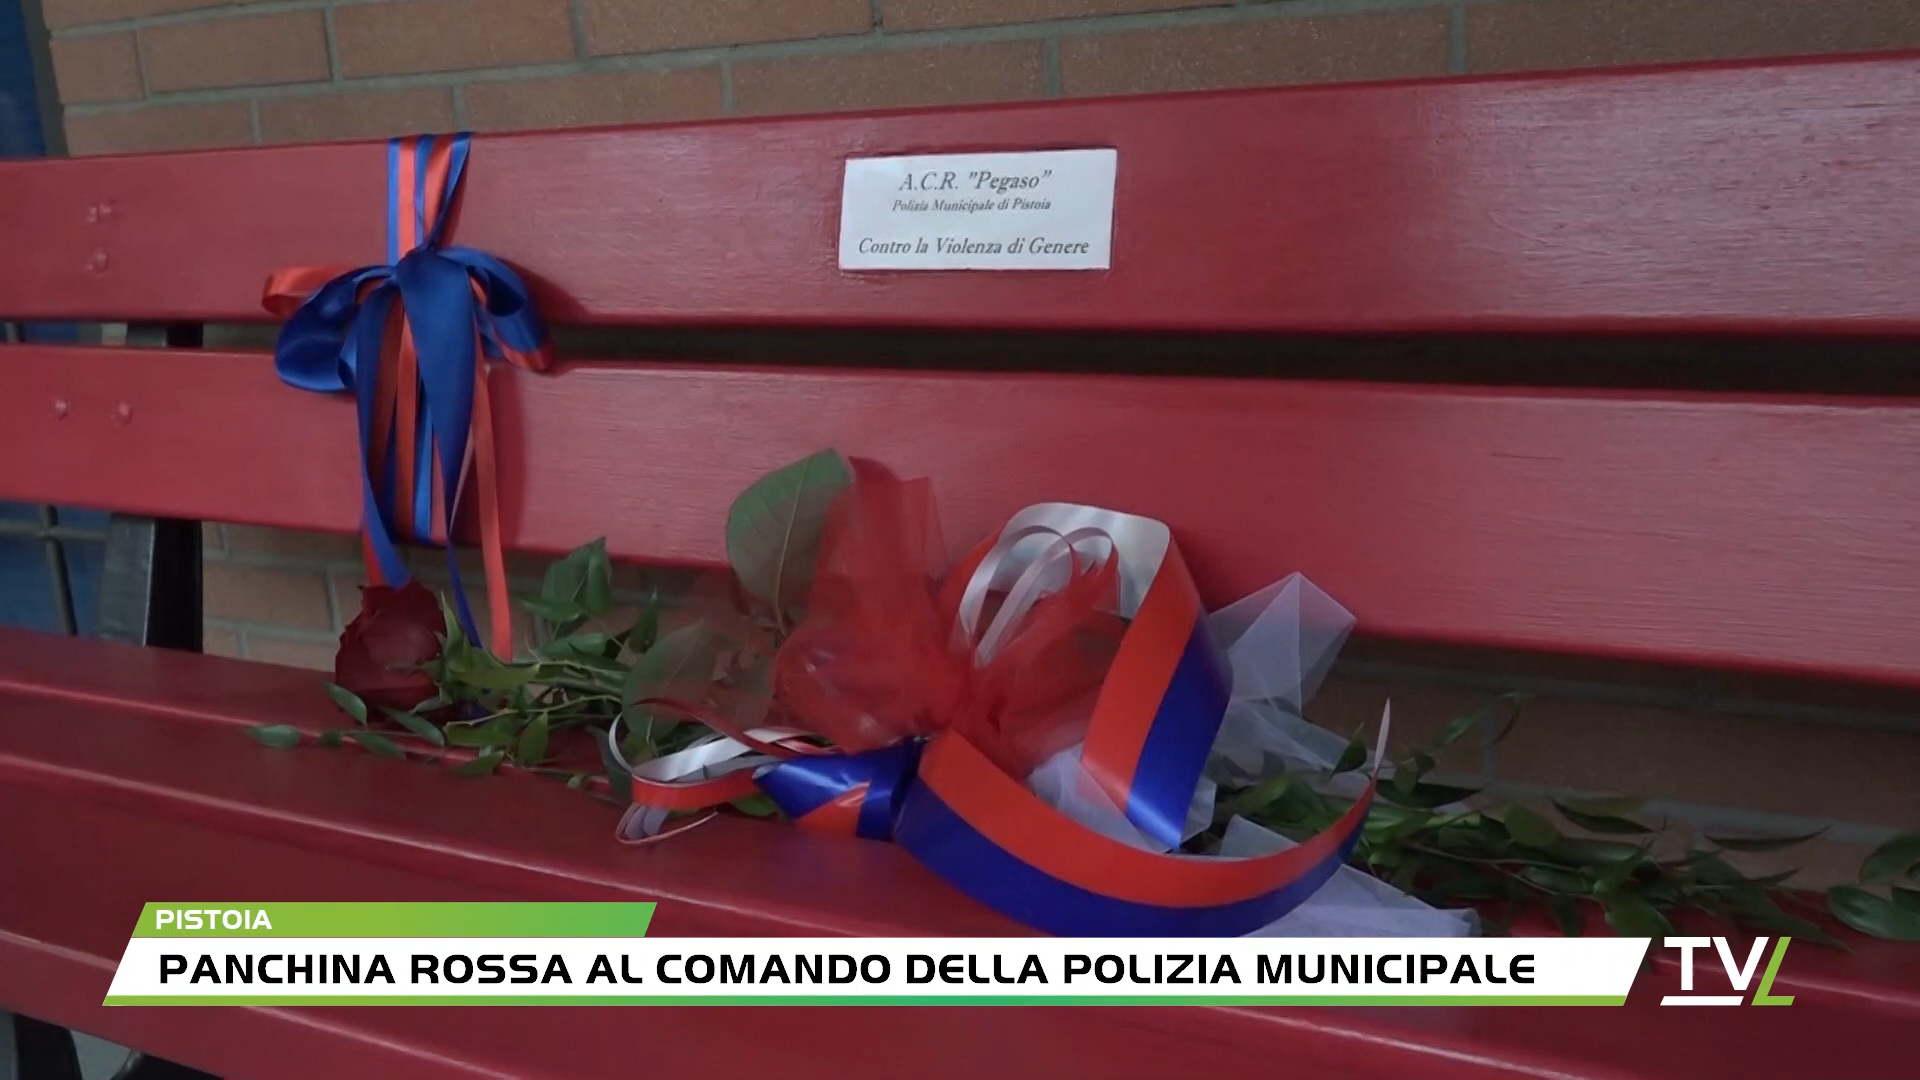 A.C.R. "Pegaso"
Polizia Municipale di Pistoia
Contro la Violenza di Genere
PISTOIA
PANCHINA ROSSA AL COMANDO DELLA POLIZIA MUNICIPALE
TVL